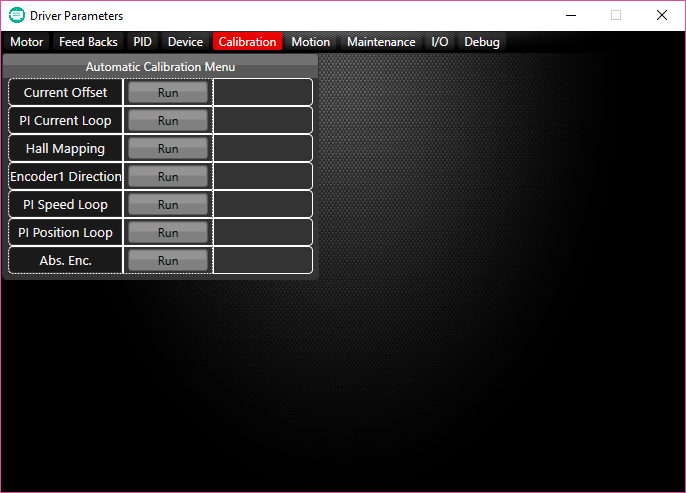 Driver Parameters
Motor Feed Backs PID Device Calibration Motion Maintenance I/O Debug
Automatic Calibration Menu
Current Offset Run
PI Current Loop Run
Hall Mapping Run
Encoder1 Direction Run
PI Speed Loop Run
PI Position Loop Run
Abs. Enc. Run